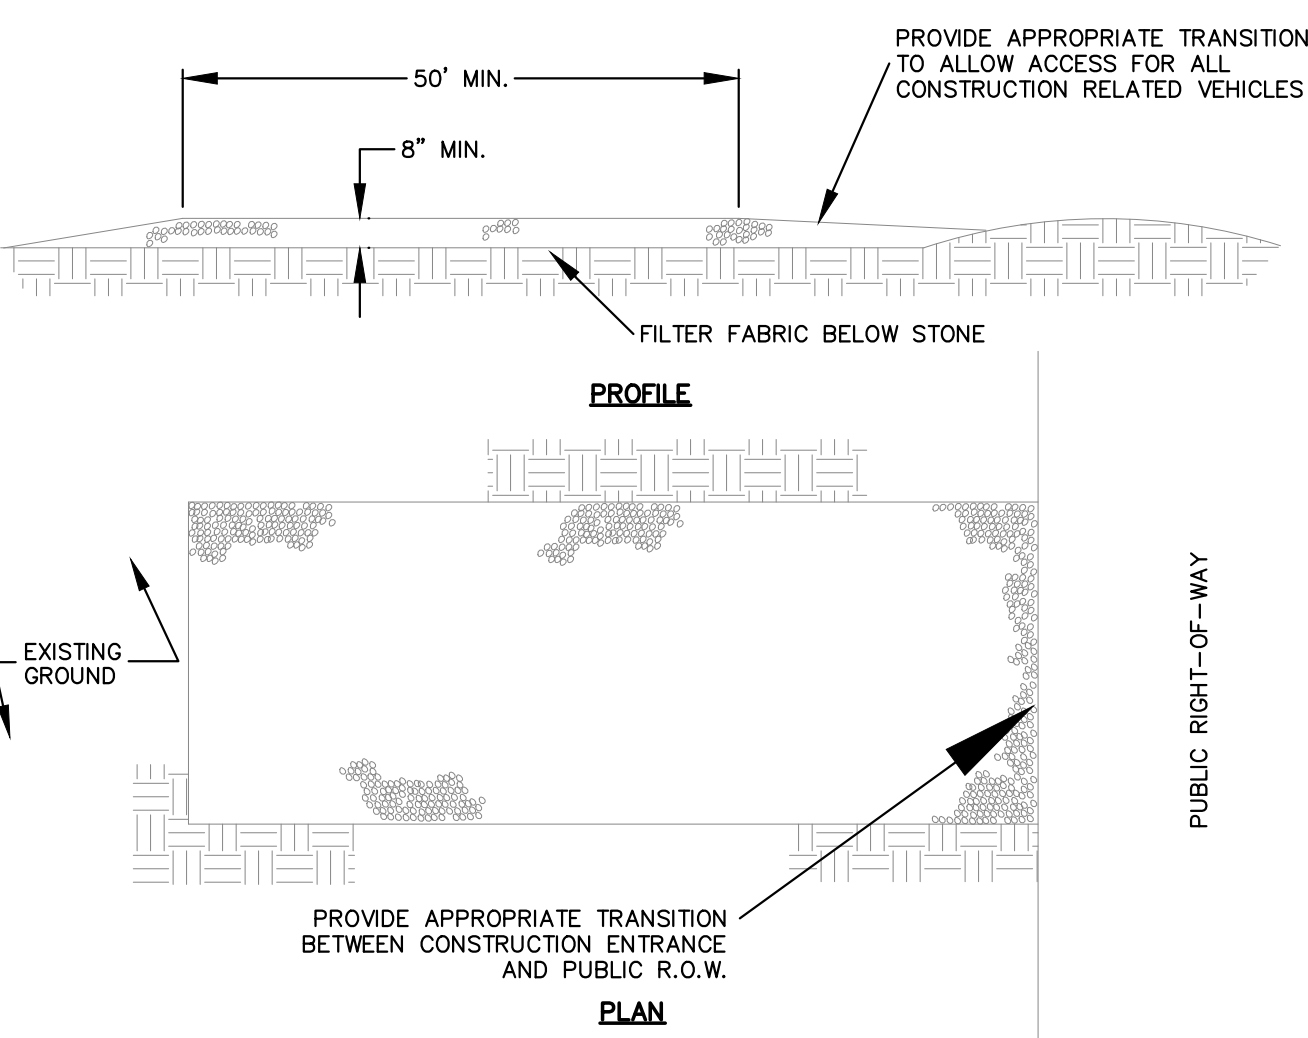 PROVIDE APPROPRIATE TRANSITION
TO ALLOW ACCESS FOR ALL
CONSTRUCTION RELATED VEHICLES
50' MIN.
8" MIN.
FILTER FABRIC BELOW STONE
PROFILE
EXISTING
GROUND
PUBLIC RIGHT-OF-WAY
PROVIDE APPROPRIATE TRANSITION
BETWEEN CONSTRUCTION ENTRANCE
AND PUBLIC R.O.W.
PLAN